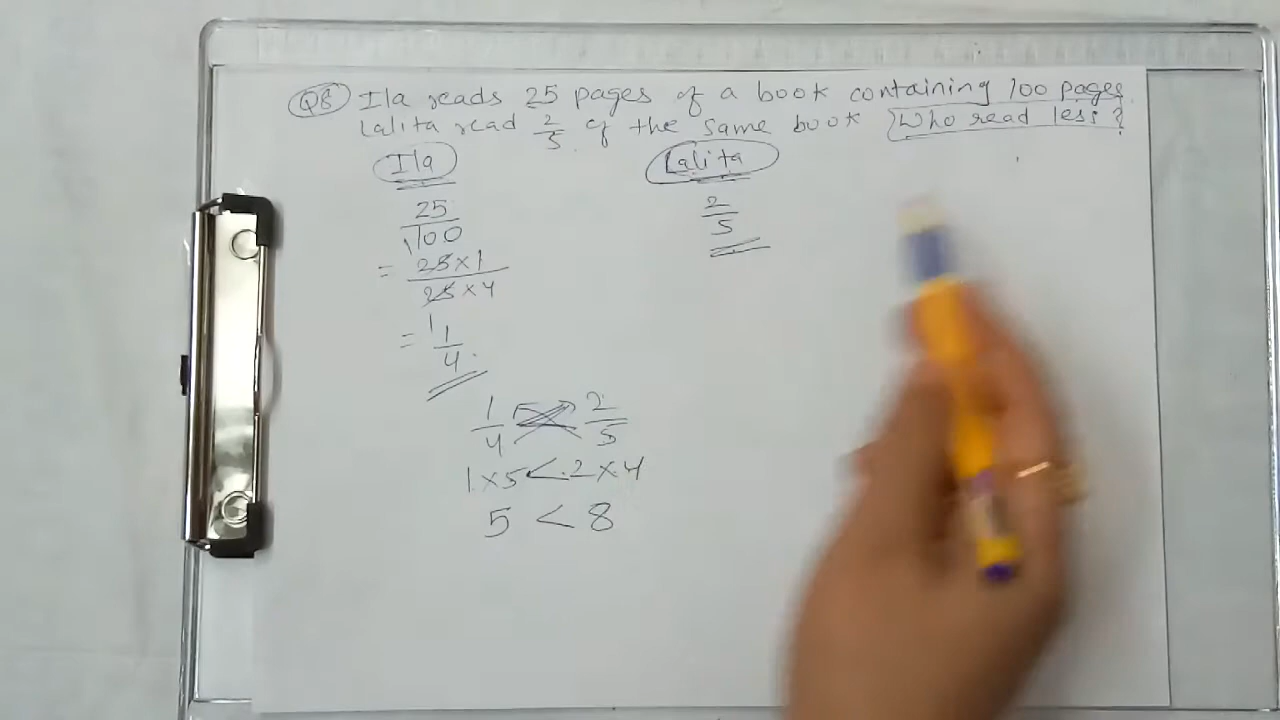 Q8 Ila reads 25 pages of a book containing 100 pages
Lalita read 2/5 of the same book Who read less?
Ila Lalita
25/100 2/5
= 25×1/25×4
= 1/4
1/4 2/5
1×5 < 2×4
5 < 8